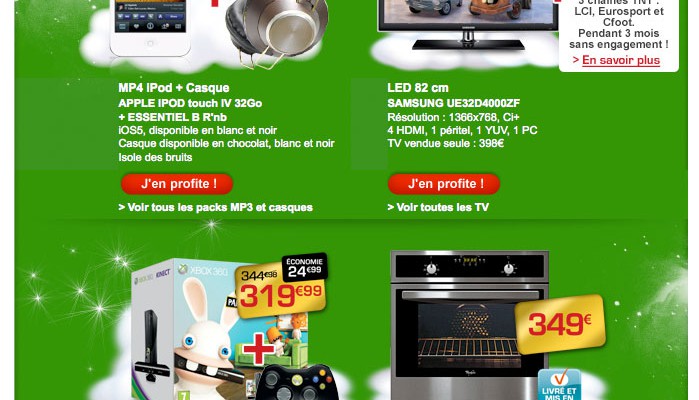 3 chaînes TNT :
LCI, Eurosport et
Cfoot.
Pendant 3 mois
sans engagement !
> En savoir plus
MP4 iPod + Casque
APPLE IPOD touch IV 32Go
+ ESSENTIEL B R'nb
iOS5, disponible en blanc et noir
Casque disponible en chocolat, blanc et noir
Isole des bruits
J'en profite !
> Voir tous les packs MP3 et casques
LED 82 cm
SAMSUNG UE32D4000ZF
Résolution : 1366x768, Ci+
4 HDMI, 1 péritel, 1 YUV, 1 PC
TV vendue seule : 398€
J'en profite !
> Voir toutes les TV
XBOX 360 KINECT
XBOX 360
344€98
ÉCONOMIE
24€99
319€99
+
7
349€
Whirlpool
LIVRÉ ET
MIS EN